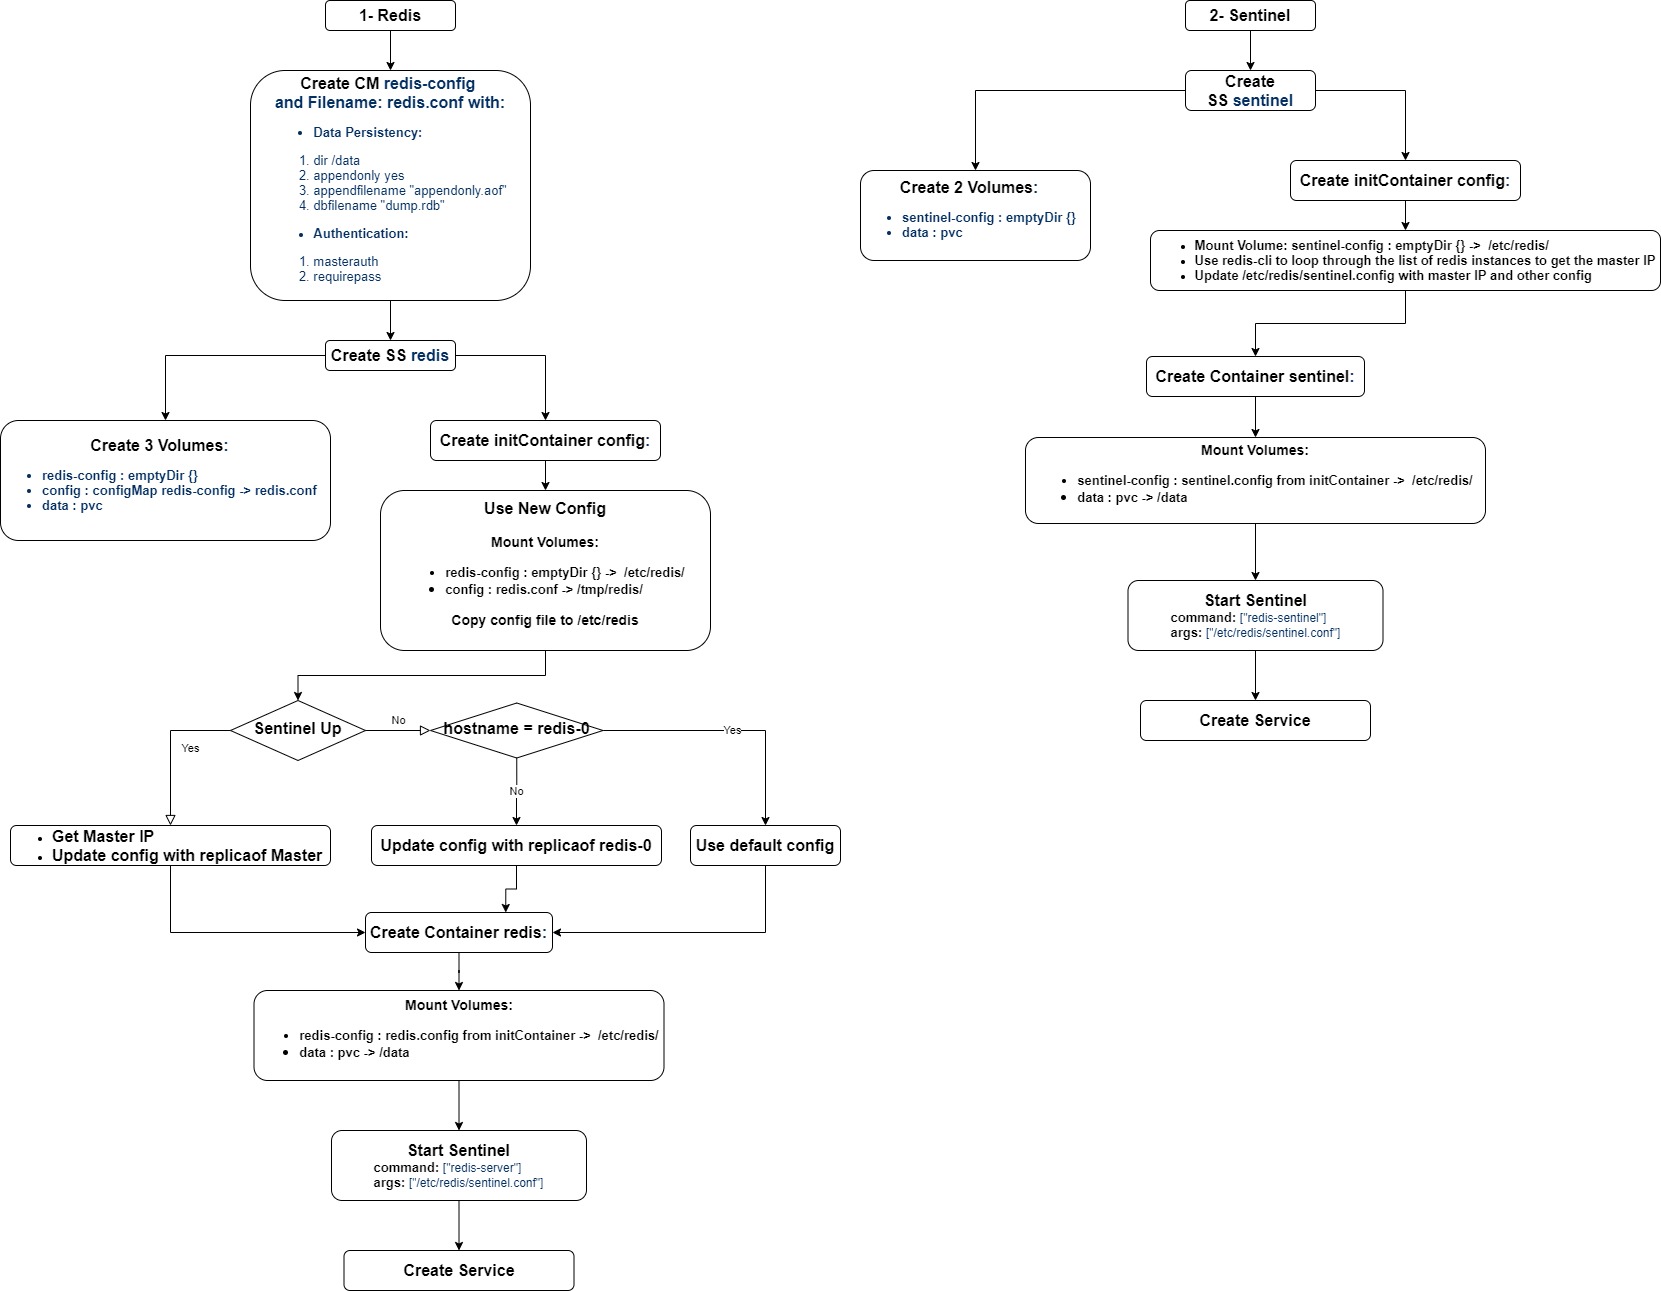 1- Redis
Create CM redis-config
and Filename: redis.conf with:
• Data Persistency:
1. dir /data
2. appendonly yes
3. appendfilename "appendonly.aof"
4. dbfilename "dump.rdb"
• Authentication:
1. masterauth
2. requirepass
Create SS redis
Create 3 Volumes:
• redis-config : emptyDir {}
• config : configMap redis-config -> redis.conf
• data : pvc
Create initContainer config:
Use New Config
Mount Volumes:
• redis-config : emptyDir {} -> /etc/redis/
• config : redis.conf -> /tmp/redis/
Copy config file to /etc/redis
Sentinel Up
No
hostname = redis-0
Yes
Yes
No
• Get Master IP
• Update config with replicaof Master
Update config with replicaof redis-0
Use default config
Create Container redis:
Mount Volumes:
• redis-config : redis.config from initContainer -> /etc/redis/
• data : pvc -> /data
Start Sentinel
command: ["redis-server"]
args: ["/etc/redis/sentinel.conf"]
Create Service
2- Sentinel
Create
SS sentinel
Create 2 Volumes:
• sentinel-config : emptyDir {}
• data : pvc
Create initContainer config:
• Mount Volume: sentinel-config : emptyDir {} -> /etc/redis/
• Use redis-cli to loop through the list of redis instances to get the master IP
• Update /etc/redis/sentinel.config with master IP and other config
Create Container sentinel:
Mount Volumes:
• sentinel-config : sentinel.config from initContainer -> /etc/redis/
• data : pvc -> /data
Start Sentinel
command: ["redis-sentinel"]
args: ["/etc/redis/sentinel.conf"]
Create Service